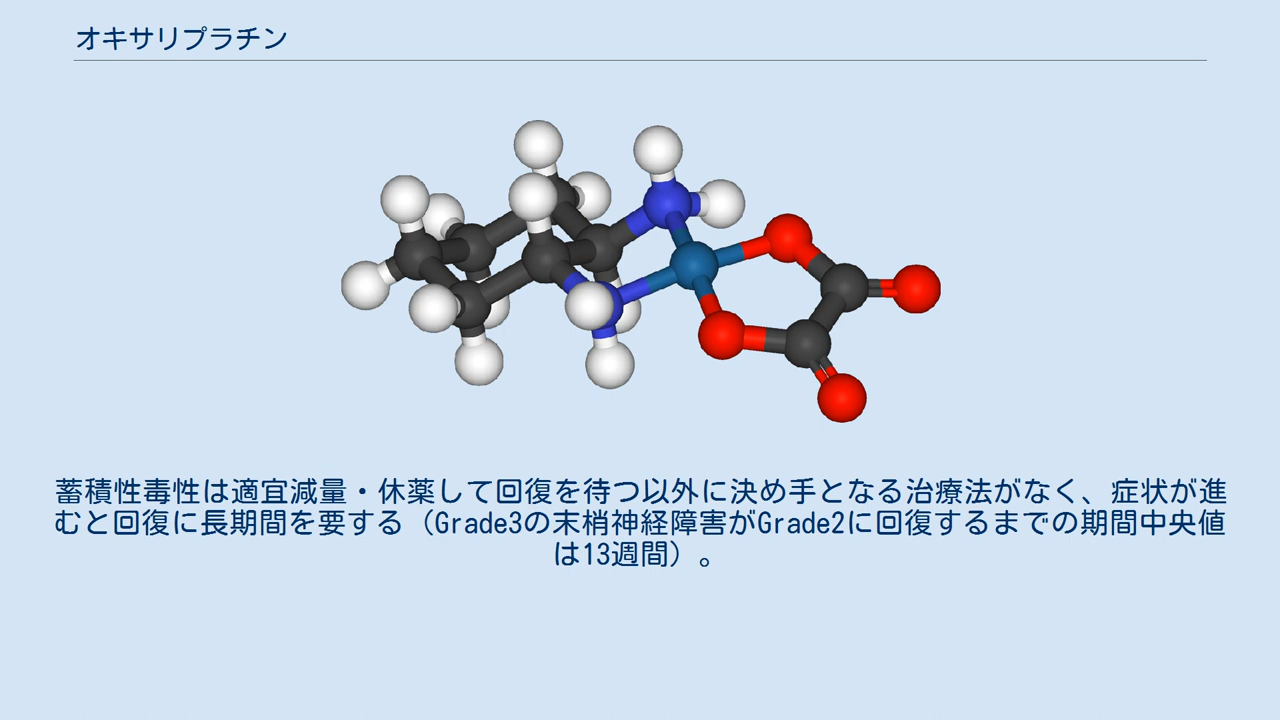 オキサリプラチン
蓄積性毒性は適宜減量・休薬して回復を待つ以外に決め手となる治療法がなく、症状が進
むと回復に長期間を要する（Grade3の末梢神経障害がGrade2に回復するまでの期間中央値
は13週間）。